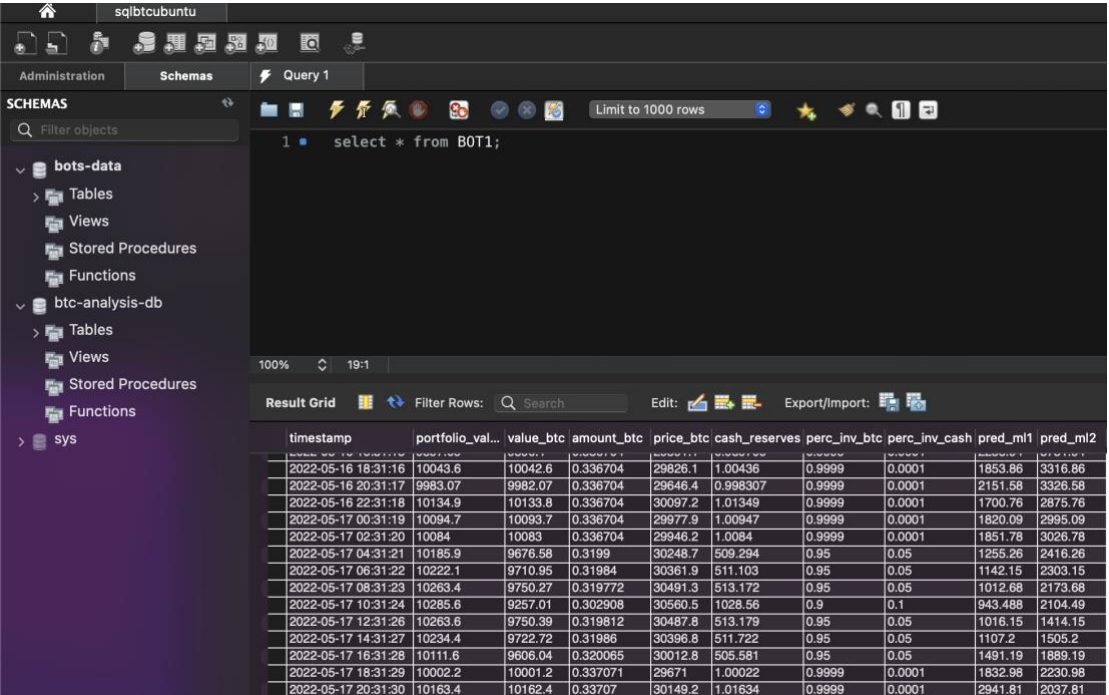 sqlbtcubuntu
Administration Schemas Query 1
SCHEMAS
Limit to 1000 rows
Filter objects
1 select * from BOT1;
bots-data
Tables
Views
Stored Procedures
Functions
btc-analysis-db
Tables
Views
Stored Procedures
Functions
sys
100% 19:1
Result Grid Filter Rows: Search Edit: Export/Import:
timestamp portfolio_val... value_btc amount_btc price_btc cash_reserves perc_inv_btc perc_inv_cash pred_ml1 pred_ml2
2022-05-16 18:31:16 10043.6 10042.6 0.336704 29826.1 1.00436 0.9999 0.0001 1853.86 3316.86
2022-05-16 20:31:17 9983.07 9982.07 0.336704 29646.4 0.998307 0.9999 0.0001 2151.58 3326.58
2022-05-16 22:31:18 10134.9 10133.8 0.336704 30097.2 1.01349 0.9999 0.0001 1700.76 2875.76
2022-05-17 00:31:19 10094.7 10093.7 0.336704 29977.9 1.00947 0.9999 0.0001 1820.09 2995.09
2022-05-17 02:31:20 10084 10083 0.336704 29946.2 1.0084 0.9999 0.0001 1851.78 3026.78
2022-05-17 04:31:21 10185.9 9676.58 0.3199 30248.7 509.294 0.95 0.05 1255.26 2416.26
2022-05-17 06:31:22 10222.1 9710.95 0.31984 30361.9 511.103 0.95 0.05 1142.15 2303.15
2022-05-17 08:31:23 10263.4 9750.27 0.319772 30491.3 513.172 0.95 0.05 1012.68 2173.68
2022-05-17 10:31:24 10285.6 9257.01 0.302908 30560.5 1028.56 0.9 0.1 943.488 2104.49
2022-05-17 12:31:26 10263.6 9750.39 0.319812 30487.8 513.179 0.95 0.05 1016.15 1414.15
2022-05-17 14:31:27 10234.4 9722.72 0.31986 30396.8 511.722 0.95 0.05 1107.2 1505.2
2022-05-17 16:31:28 10111.6 9606.04 0.320065 30012.8 505.581 0.95 0.05 1491.19 1889.19
2022-05-17 18:31:29 10002.2 10001.2 0.337071 29671 1.00022 0.9999 0.0001 1832.98 2230.98
2022-05-17 20:31:30 10163.4 10162.4 0.33707 30149.2 1.01634 0.9999 0.0001 2941.81 2037.81